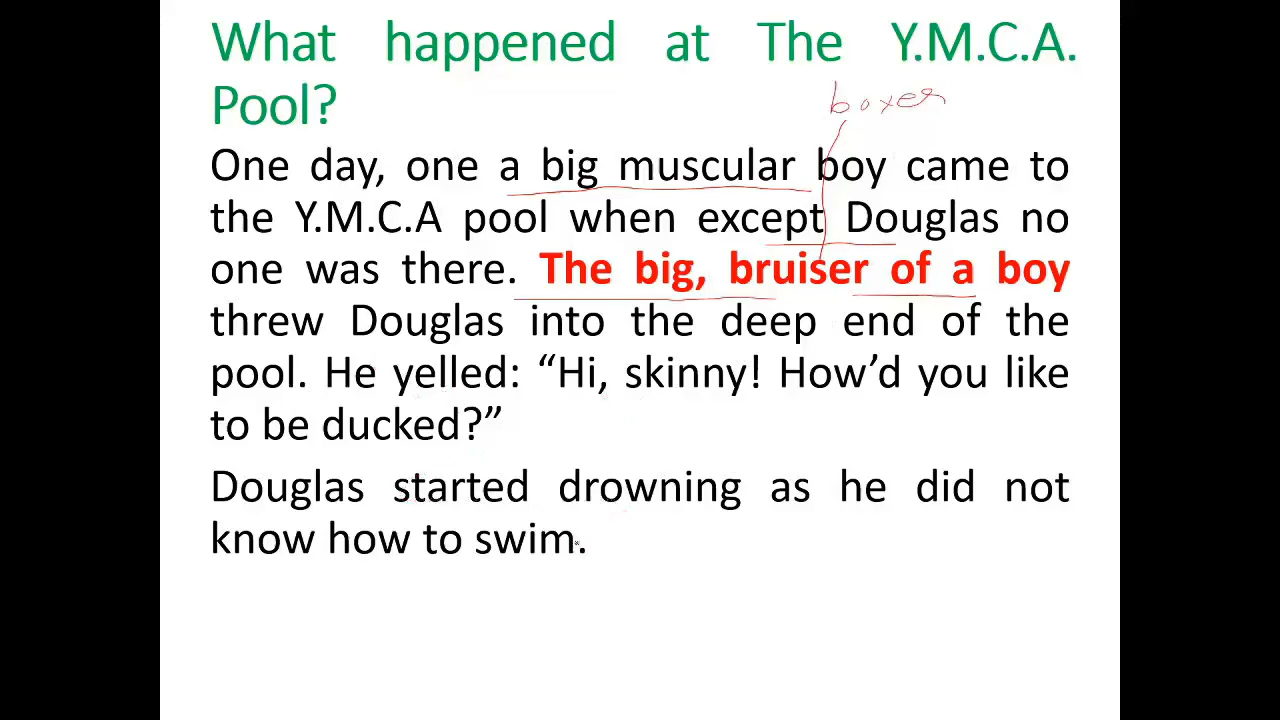 What happened at The Y.M.C.A.
Pool?
boxer
One day, one a big muscular boy came to
the Y.M.C.A pool when except Douglas no
one was there. The big, bruiser of a boy
threw Douglas into the deep end of the
pool. He yelled: “Hi, skinny! How’d you like
to be ducked?”
Douglas started drowning as he did not
know how to swim.